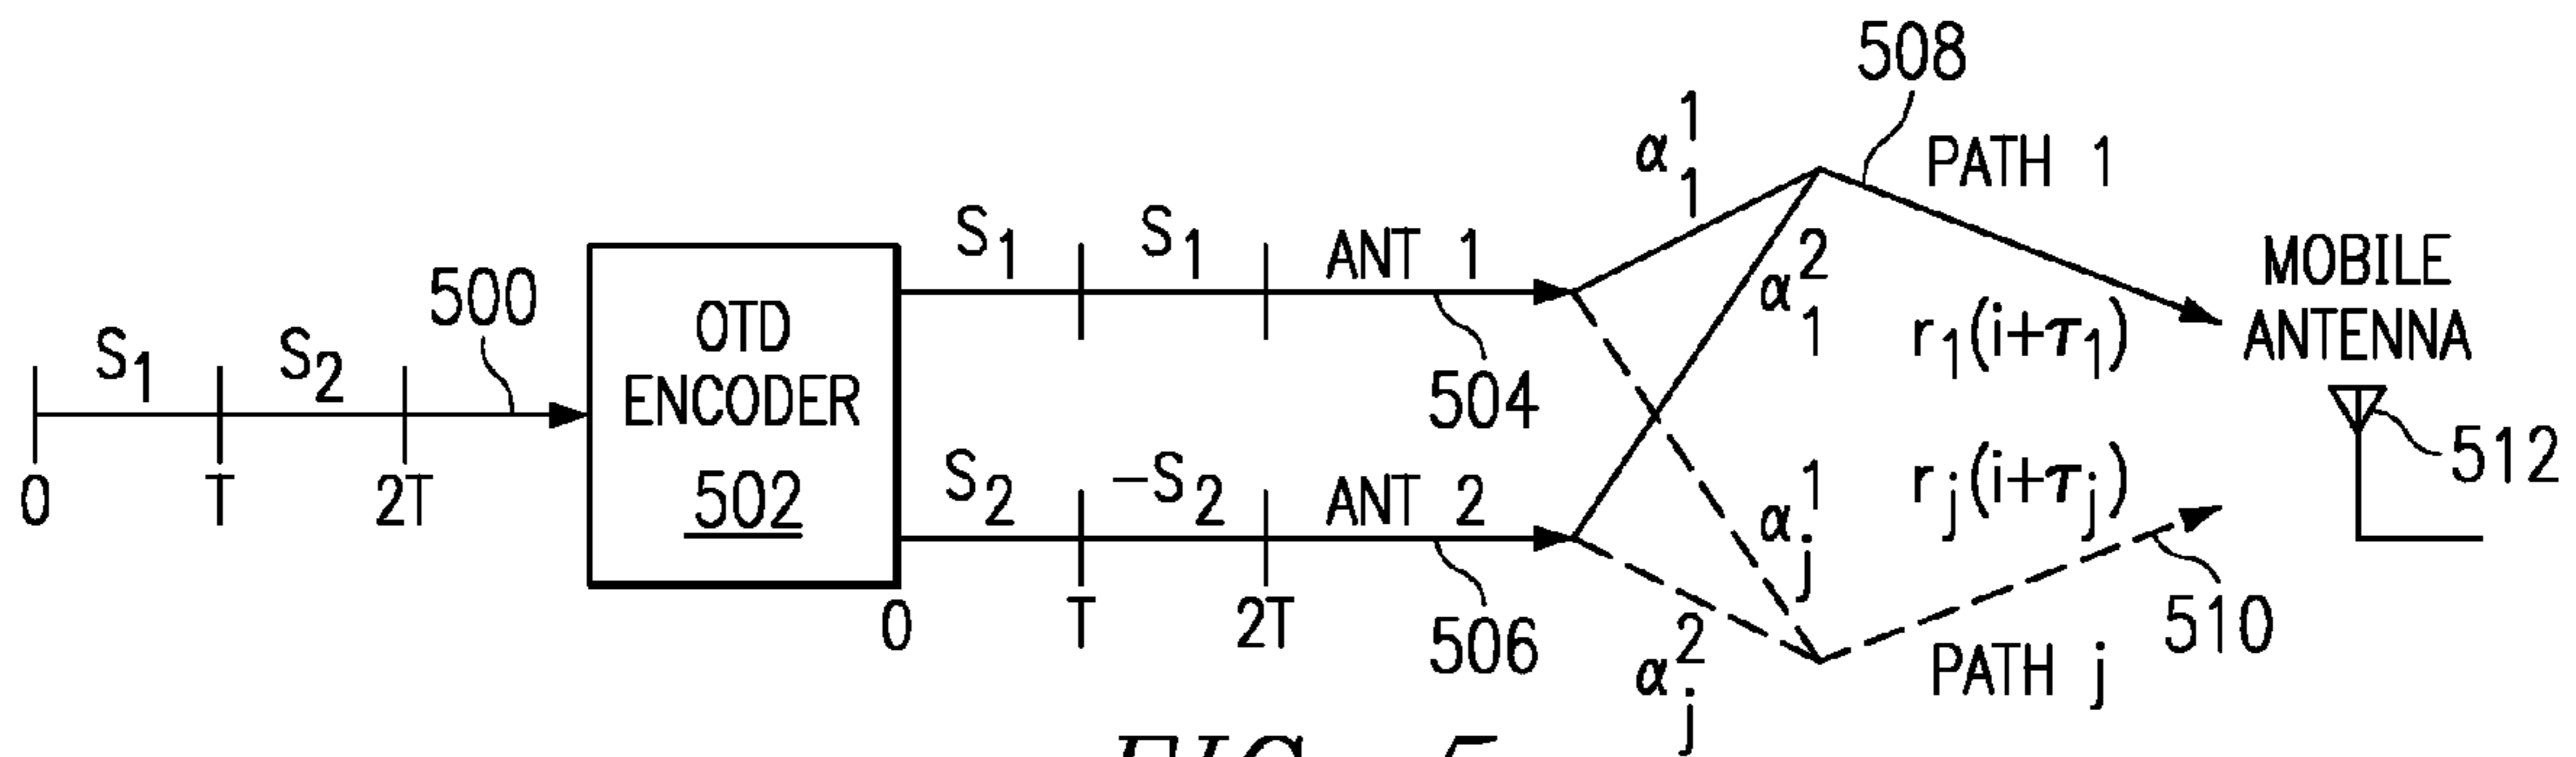 508
α₁¹
PATH 1
S₁ S₁ ANT 1
α₁²
MOBILE
ANTENNA
500
S₁ S₂
OTD
ENCODER
502
r₁(i+τ₁)
504
512
0 T 2T
S₂ -S₂ ANT 2
αⱼ¹
rⱼ(i+τⱼ)
0 T 2T
506
αⱼ²
PATH j
510